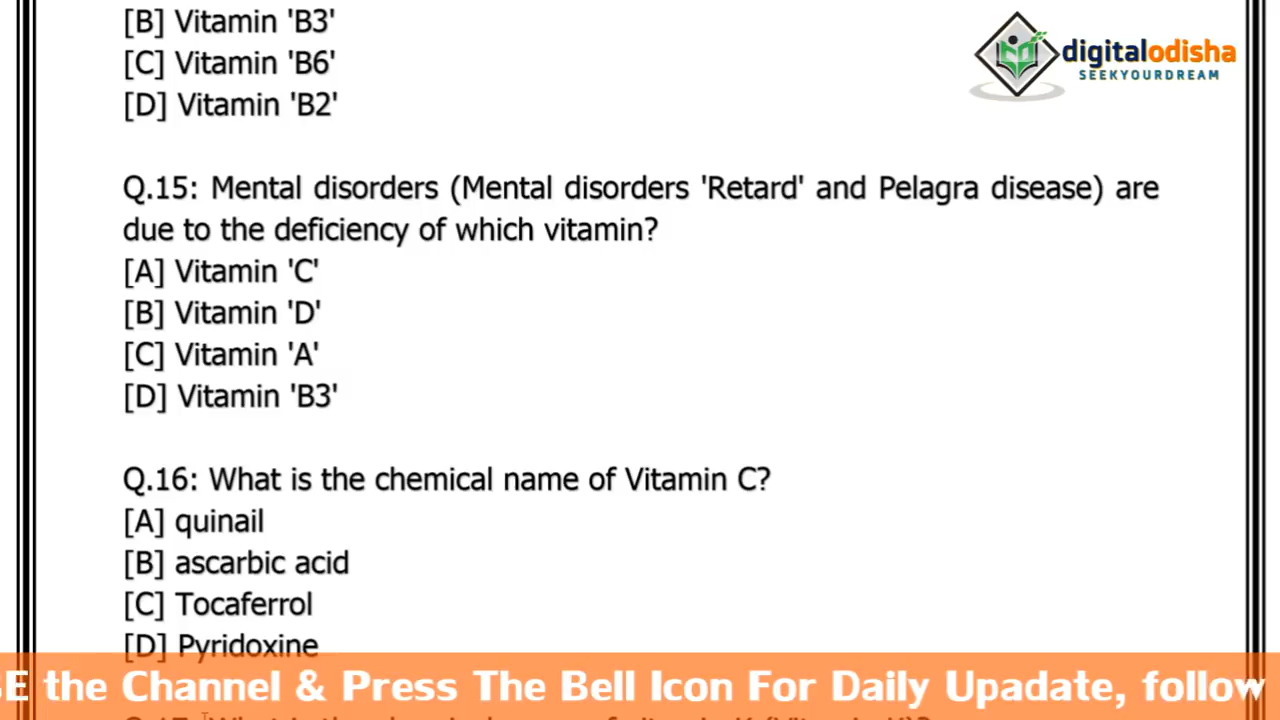 [B] Vitamin 'B3'
[C] Vitamin 'B6'
[D] Vitamin 'B2'
digitalodisha
SEEKYOURDREAM
Q.15: Mental disorders (Mental disorders 'Retard' and Pelagra disease) are
due to the deficiency of which vitamin?
[A] Vitamin 'C'
[B] Vitamin 'D'
[C] Vitamin 'A'
[D] Vitamin 'B3'
Q.16: What is the chemical name of Vitamin C?
[A] quinail
[B] ascarbic acid
[C] Tocaferrol
[D] Pyridoxine
the Channel & Press The Bell Icon For Daily Upadate, follow